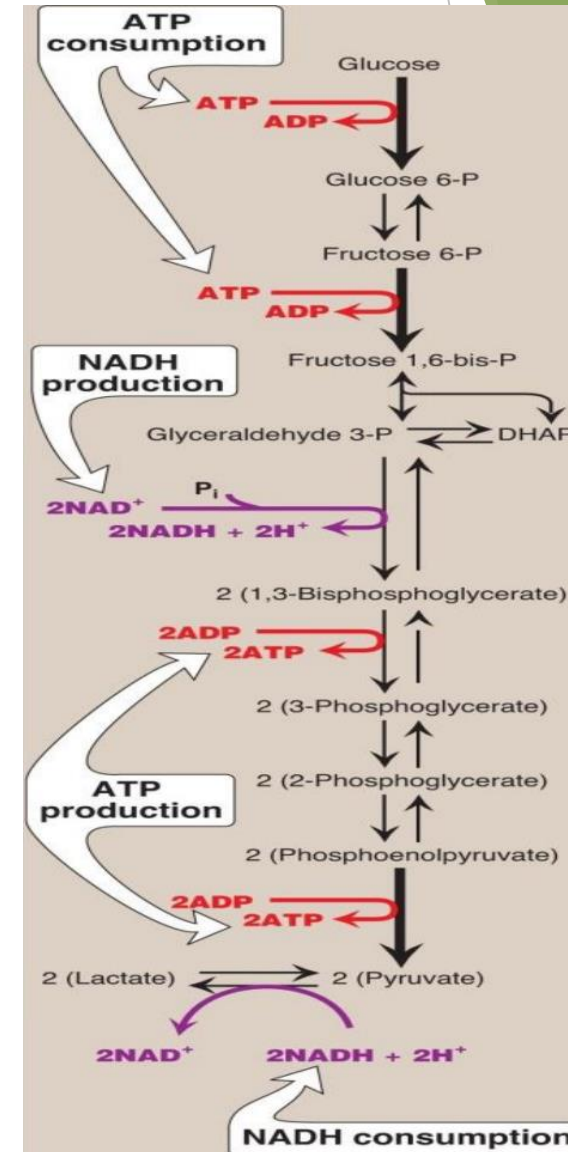 ATP
consumption
Glucose
ATP
ADP
Glucose 6-P
Fructose 6-P
ATP
ADP
Fructose 1,6-bis-P
NADH
production
Glyceraldehyde 3-P
DHAP
Pi
2NAD⁺
2NADH + 2H⁺
2 (1,3-Bisphosphoglycerate)
2ADP
2ATP
2 (3-Phosphoglycerate)
ATP
production
2 (2-Phosphoglycerate)
2 (Phosphoenolpyruvate)
2ADP
2ATP
2 (Lactate)
2 (Pyruvate)
2NAD⁺
2NADH + 2H⁺
NADH consumption